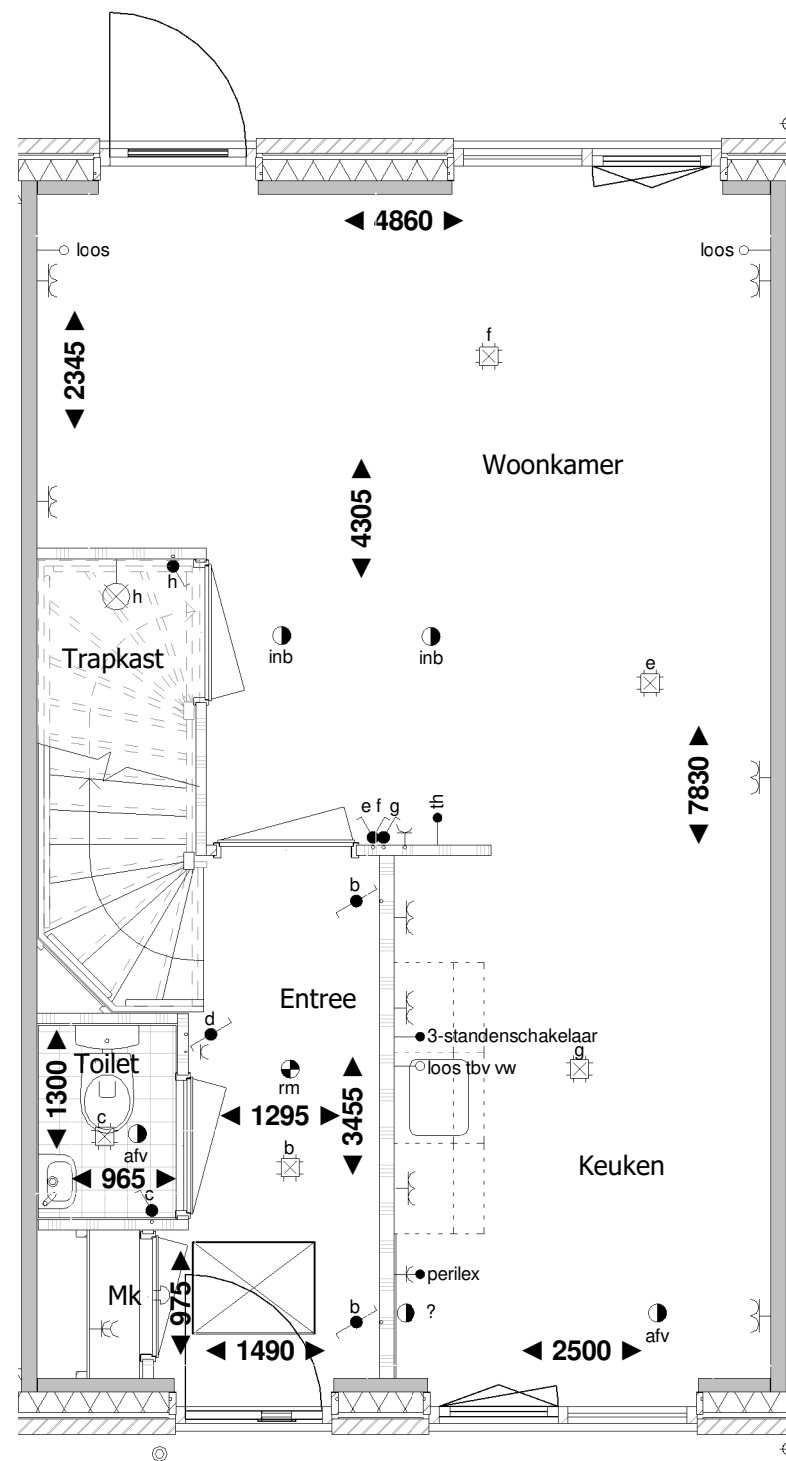 4860
loos
loos
2345
f
Woonkamer
4305
h
h
Trapkast
inb
inb
e
7830
e f g
th
b
Entree
d
3-standenschakelaar
Toilet
g
loos tbv vw
rm
1300
1295
3455
c
afv
b
Keuken
965
c
perilex
Mk
975
b
?
afv
1490
2500